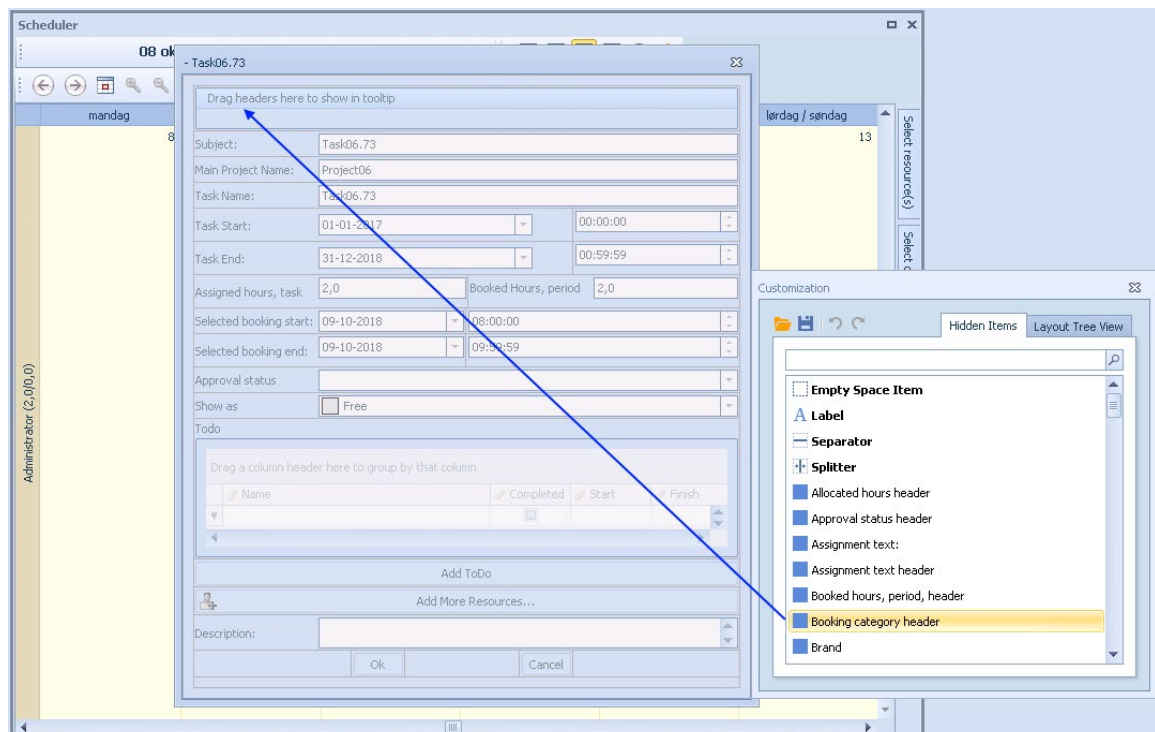 Scheduler
08 ok
mandag
lørdag / søndag
8
13
Select resource(s)
Select
Administrator (2,0/0,0)
- Task06.73
Drag headers here to show in tooltip
Subject: Task06.73
Main Project Name: Project06
Task Name: Task06.73
Task Start: 01-01-2017 00:00:00
Task End: 31-12-2018 00:59:59
Assigned hours, task 2,0 Booked Hours, period 2,0
Selected booking start: 09-10-2018 08:00:00
Selected booking end: 09-10-2018 09:59:59
Approval status
Show as Free
Todo
Drag a column header here to group by that column
Name Completed Start Finish
Add ToDo
Add More Resources...
Description:
Ok Cancel
Customization
Hidden Items Layout Tree View
Empty Space Item
A Label
Separator
Splitter
Allocated hours header
Approval status header
Assignment text:
Assignment text header
Booked hours, period, header
Booking category header
Brand